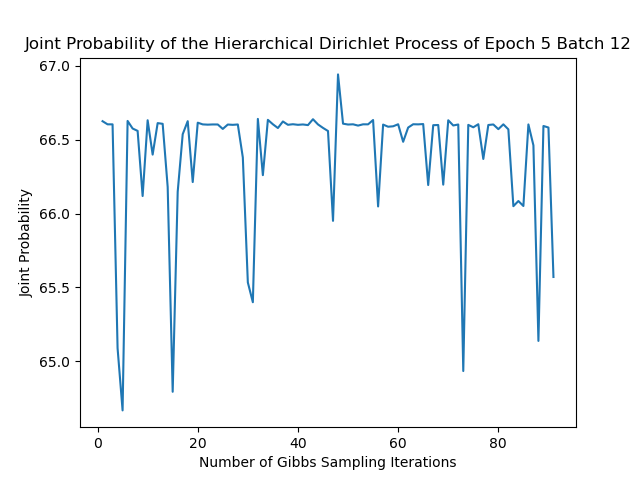 Joint Probability of the Hierarchical Dirichlet Process of Epoch 5 Batch 12
67.0
66.5
66.0
65.5
65.0
Joint Probability
0 20 40 60 80
Number of Gibbs Sampling Iterations